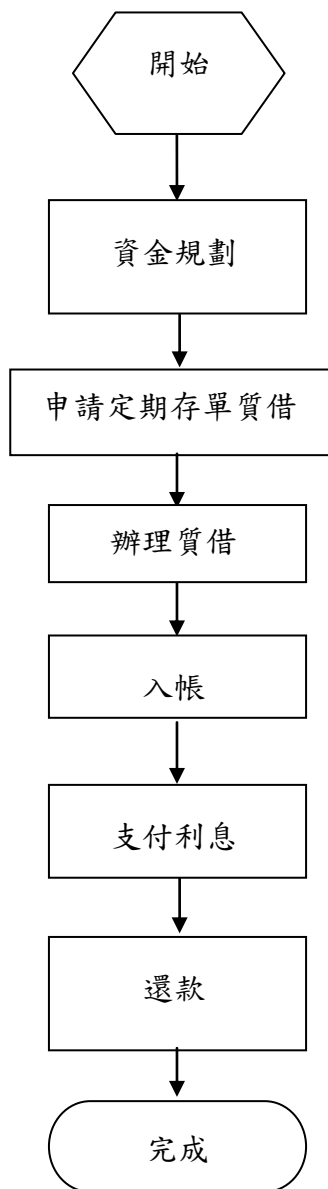 開始
資金規劃
申請定期存單質借
辦理質借
入帳
支付利息
還款
完成